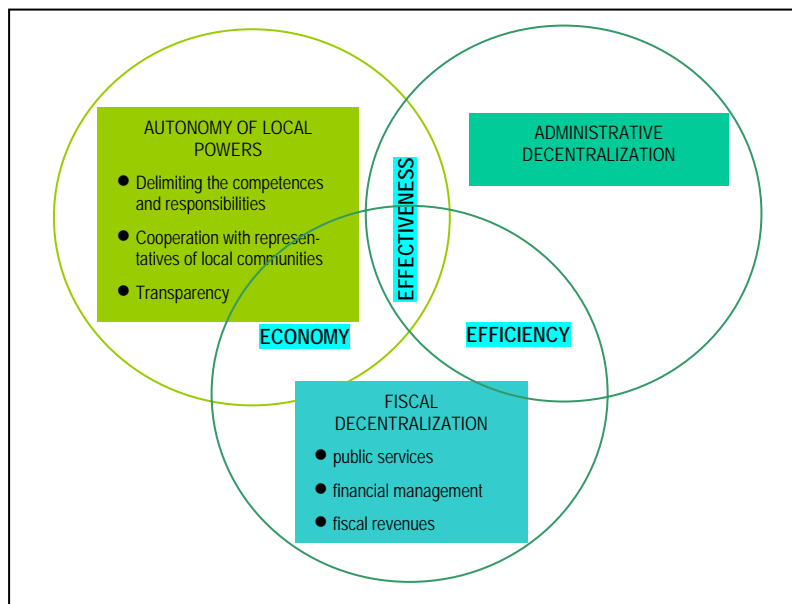 AUTONOMY OF LOCAL
POWERS
● Delimiting the competences
and responsibilities
● Cooperation with represen-
tatives of local communities
● Transparency
ADMINISTRATIVE
DECENTRALIZATION
EFFECTIVENESS
ECONOMY
EFFICIENCY
FISCAL
DECENTRALIZATION
● public services
● financial management
● fiscal revenues